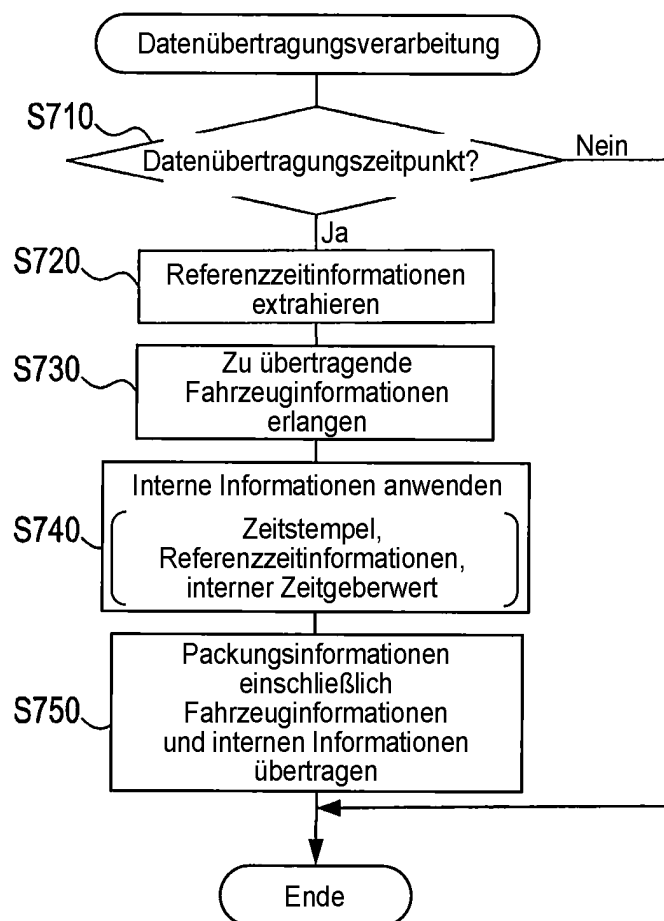 Datenübertragungsverarbeitung
S710
Datenübertragungszeitpunkt?
Nein
Ja
S720
Referenzzeitinformationen
extrahieren
S730
Zu übertragende
Fahrzeuginformationen
erlangen
S740
Interne Informationen anwenden
Zeitstempel,
Referenzzeitinformationen,
interner Zeitgeberwert
S750
Packungsinformationen
einschließlich
Fahrzeuginformationen
und internen Informationen
übertragen
Ende